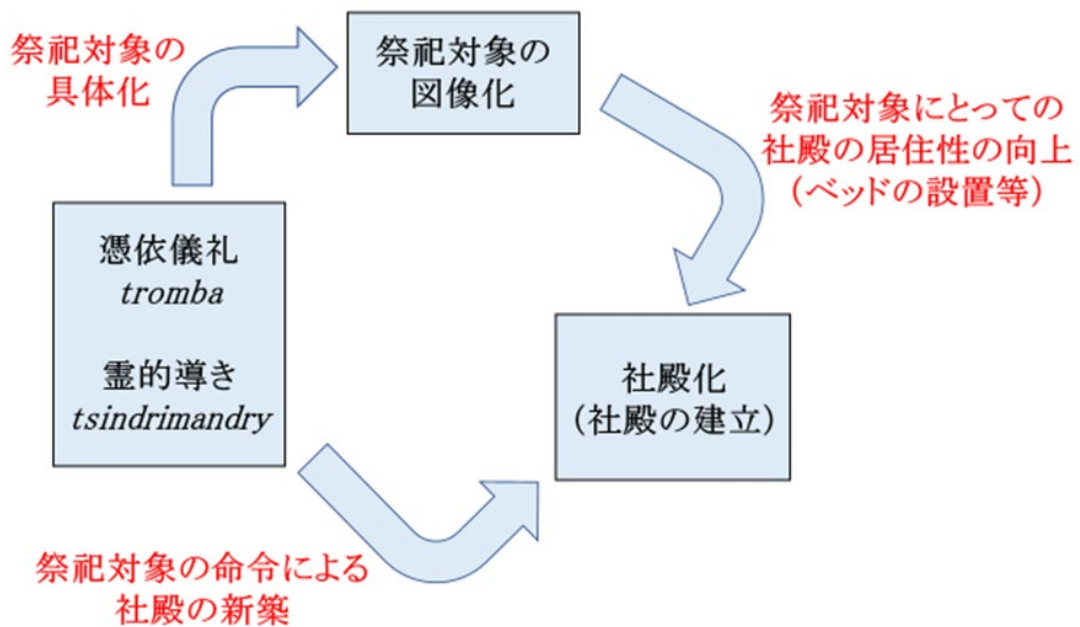 祭祀対象の
具体化
祭祀対象の
図像化
祭祀対象にとっての
社殿の居住性の向上
（ベッドの設置等）
憑依儀礼
tromba
霊的導き
tsindrimandry
社殿化
（社殿の建立）
祭祀対象の命令による
社殿の新築